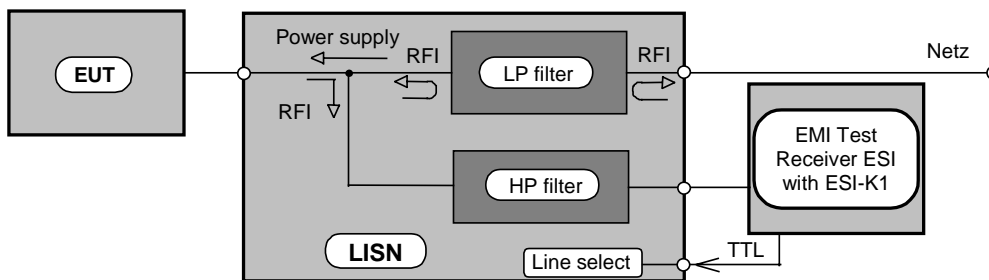 Power supply
RFI
RFI
Netz
EUT
LP filter
RFI
EMI Test
Receiver ESI
with ESI-K1
HP filter
LISN
Line select
TTL